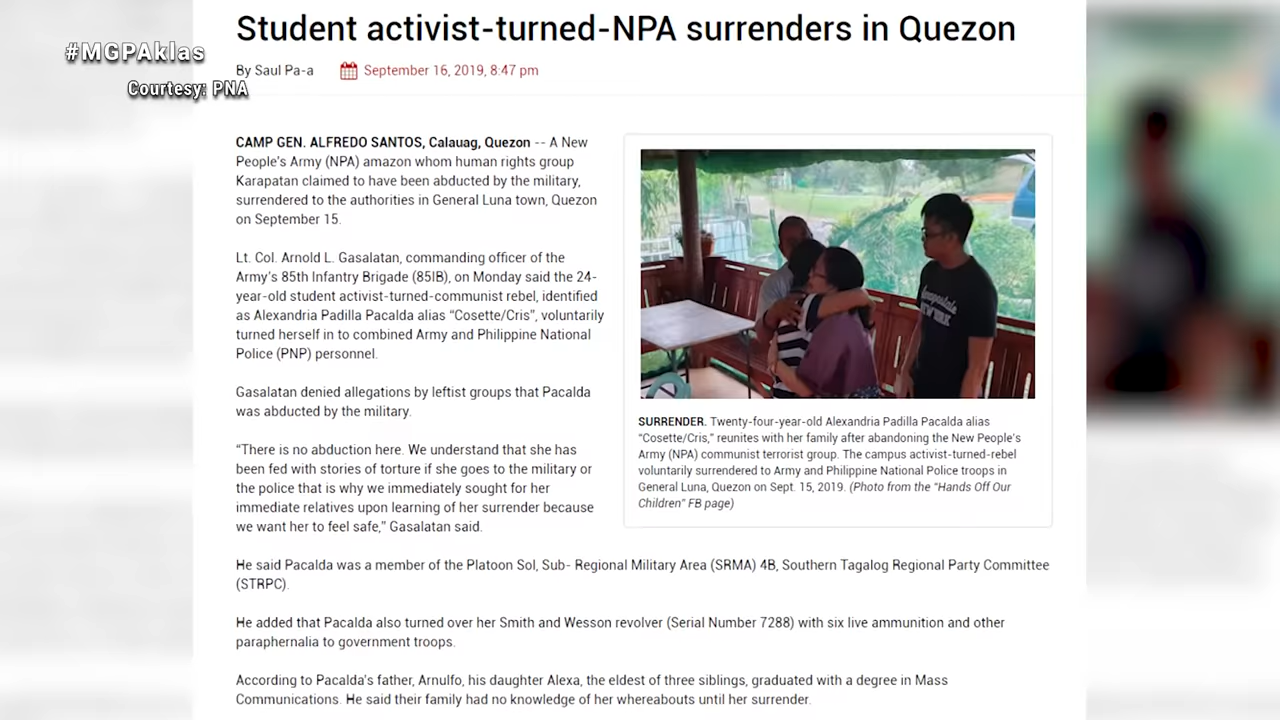 Student activist-turned-NPA surrenders in Quezon
#MGPAklas
By Saul Pa-a
September 16, 2019, 8:47 pm
Courtesy: PNA
CAMP GEN. ALFREDO SANTOS, Calauag, Quezon -- A New
People's Army (NPA) amazon whom human rights group
Karapatan claimed to have been abducted by the military,
surrendered to the authorities in General Luna town, Quezon
on September 15.
Lt. Col. Arnold L. Gasalatan, commanding officer of the
Army's 85th Infantry Brigade (85IB), on Monday said the 24-
year-old student activist-turned-communist rebel, identified
as Alexandria Padilla Pacalda alias “Cosette/Cris”, voluntarily
turned herself in to combined Army and Philippine National
Police (PNP) personnel.
Gasalatan denied allegations by leftist groups that Pacalda
was abducted by the military.
“There is no abduction here. We understand that she has
been fed with stories of torture if she goes to the military or
the police that is why we immediately sought for her
immediate relatives upon learning of her surrender because
we want her to feel safe,” Gasalatan said.
NEW YORK
SURRENDER. Twenty-four-year-old Alexandria Padilla Pacalda alias
“Cosette/Cris,” reunites with her family after abandoning the New People's
Army (NPA) communist terrorist group. The campus activist-turned-rebel
voluntarily surrendered to Army and Philippine National Police troops in
General Luna, Quezon on Sept. 15, 2019. (Photo from the “Hands Off Our
Children” FB page)
He said Pacalda was a member of the Platoon Sol, Sub- Regional Military Area (SRMA) 4B, Southern Tagalog Regional Party Committee
(STRPC).
He added that Pacalda also turned over her Smith and Wesson revolver (Serial Number 7288) with six live ammunition and other
paraphernalia to government troops.
According to Pacalda's father, Arnulfo, his daughter Alexa, the eldest of three siblings, graduated with a degree in Mass
Communications. He said their family had no knowledge of her whereabouts until her surrender.